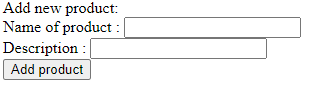 Add new product:
Name of product :
Description :
Add product